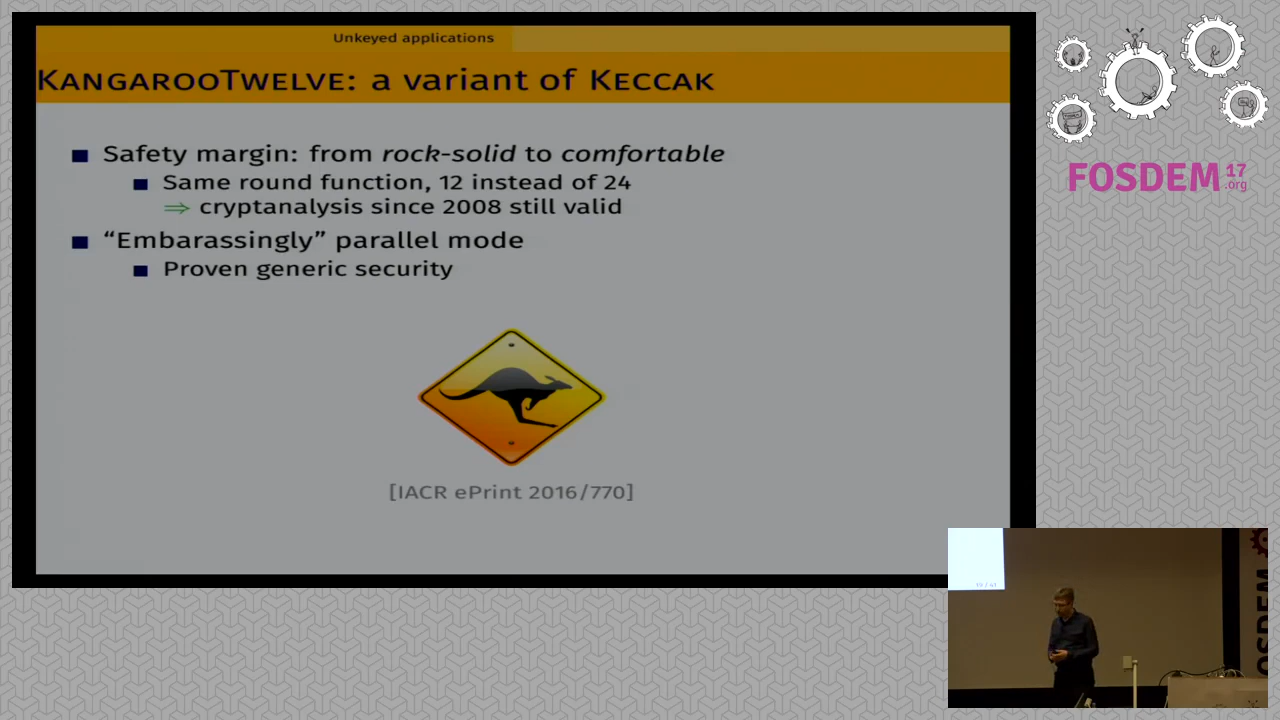 Unkeyed applications
KANGAROOTWELVE: a variant of KECCAK
Safety margin: from rock-solid to comfortable
Same round function, 12 instead of 24
⇒ cryptanalysis since 2008 still valid
“Embarassingly” parallel mode
Proven generic security
[IACR ePrint 2016/770]
FOSDEM 17
.org
OSDEM